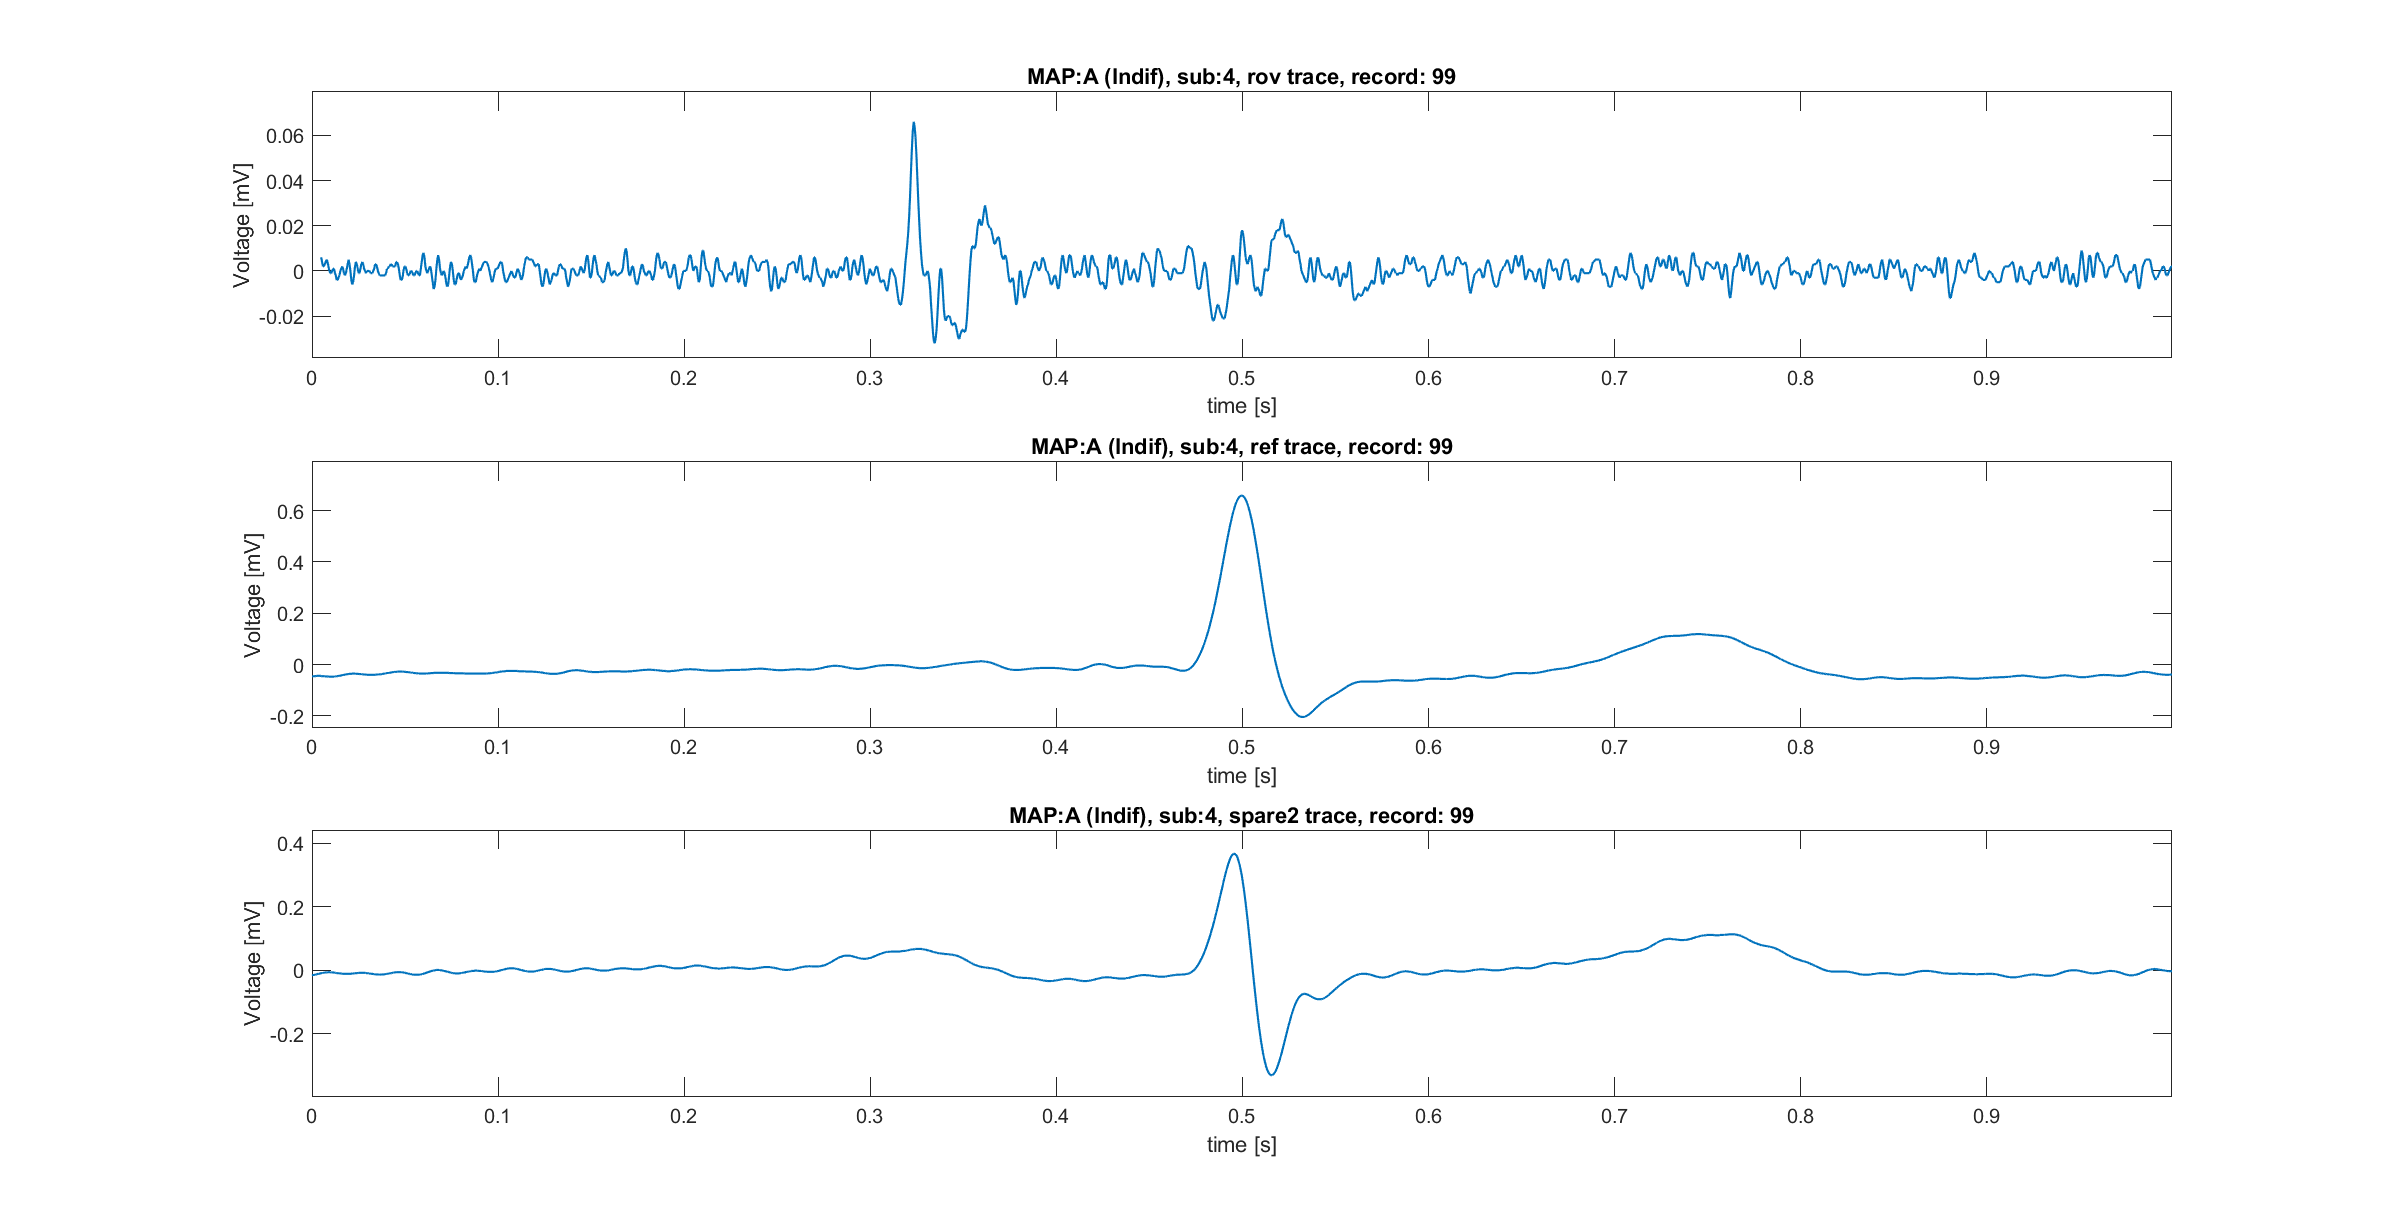 MAP:A (Indif), sub:4, rov trace, record: 99
Voltage [mV]
0.06
0.04
0.02
0
-0.02
0 0.1 0.2 0.3 0.4 0.5 0.6 0.7 0.8 0.9
time [s]
MAP:A (Indif), sub:4, ref trace, record: 99
Voltage [mV]
0.6
0.4
0.2
0
-0.2
0 0.1 0.2 0.3 0.4 0.5 0.6 0.7 0.8 0.9
time [s]
MAP:A (Indif), sub:4, spare2 trace, record: 99
Voltage [mV]
0.4
0.2
0
-0.2
0 0.1 0.2 0.3 0.4 0.5 0.6 0.7 0.8 0.9
time [s]